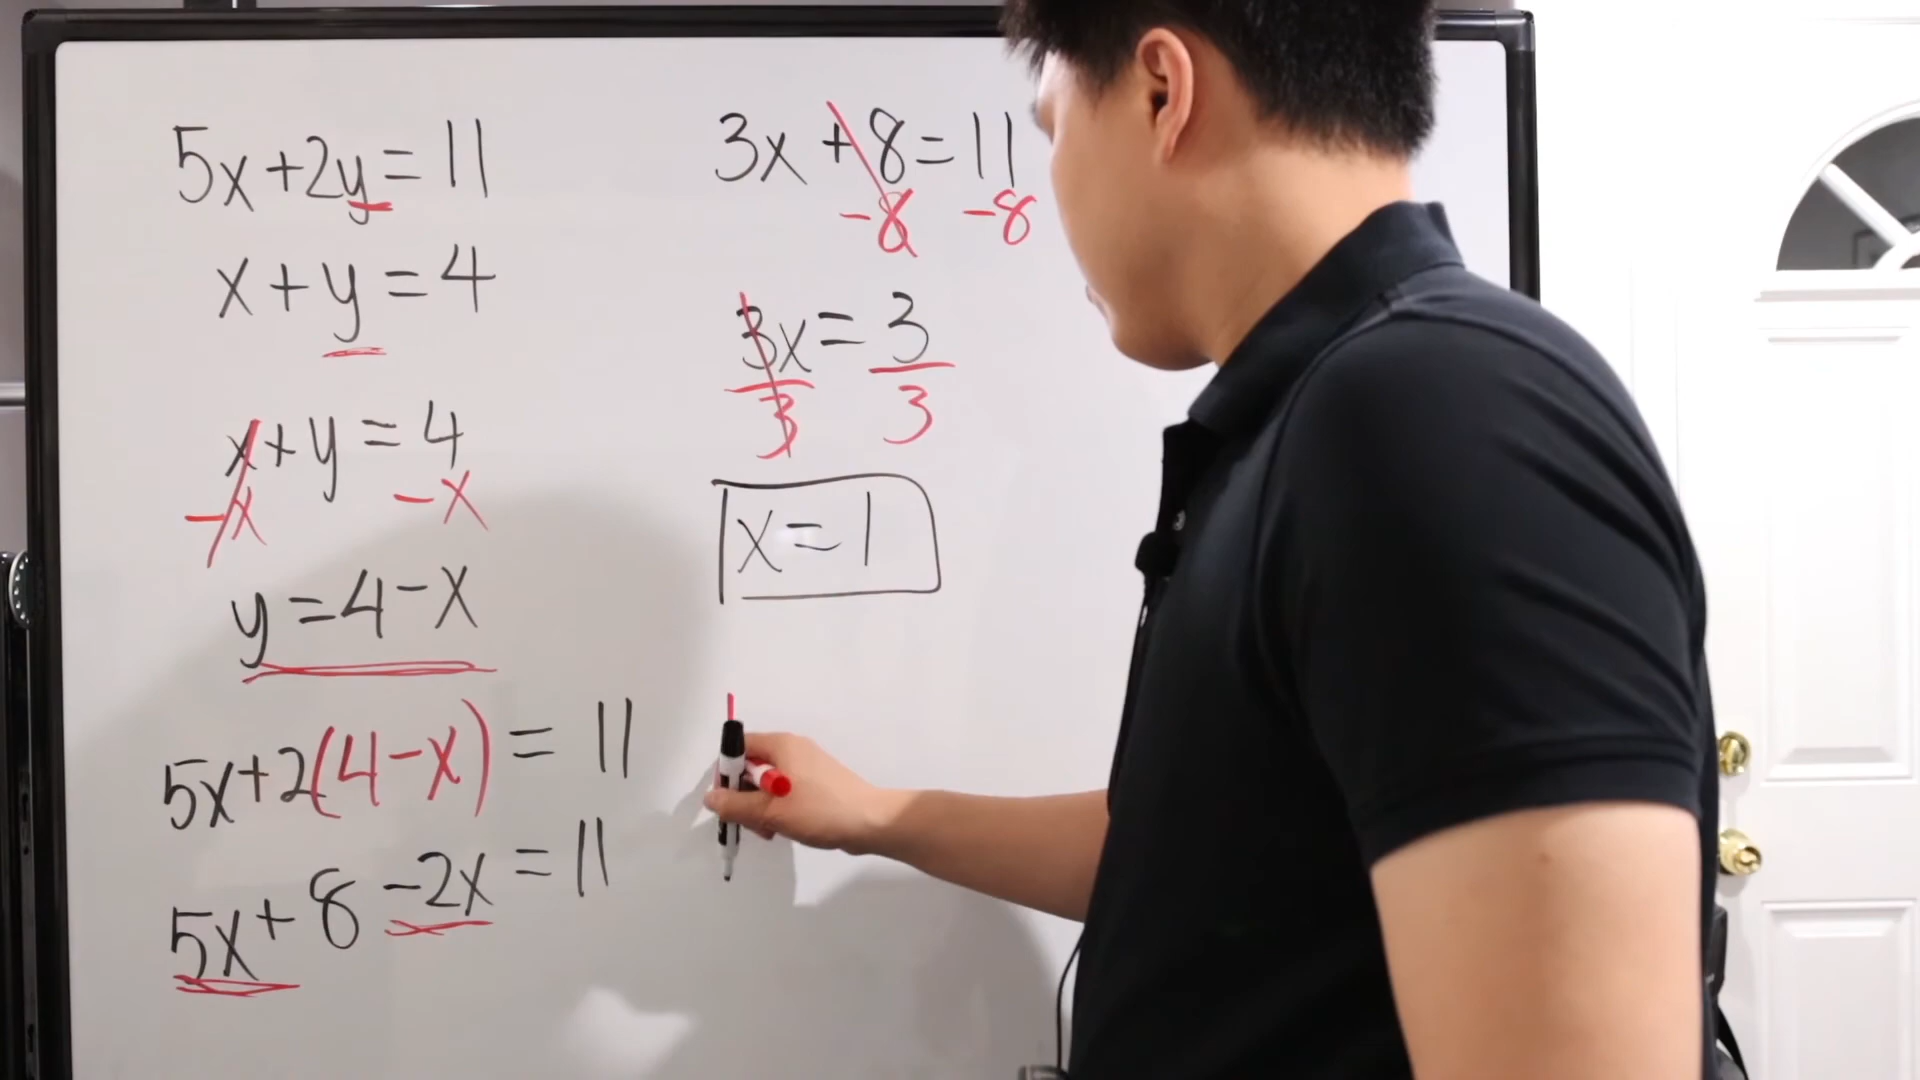 5x+2y=11
x+y=4
x+y=4
-x -x
y=4-x
5x+2(4-x)=11
5x+8-2x=11
3x+8=11
-8 -8
3x=3
3 3
x=1